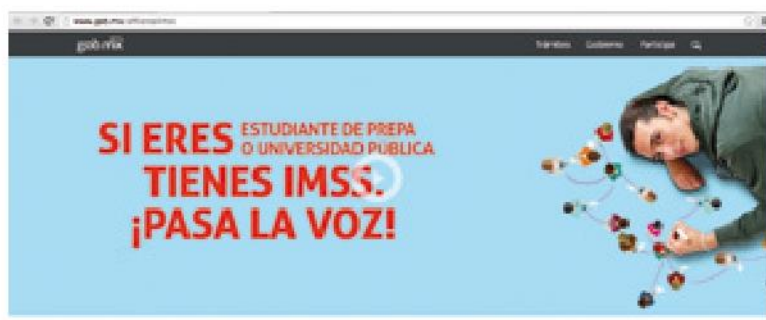 gob.mx
Trámites Gobierno Participa
SI ERES ESTUDIANTE DE PREPA
O UNIVERSIDAD PÚBLICA
TIENES IMSS.
¡PASA LA VOZ!